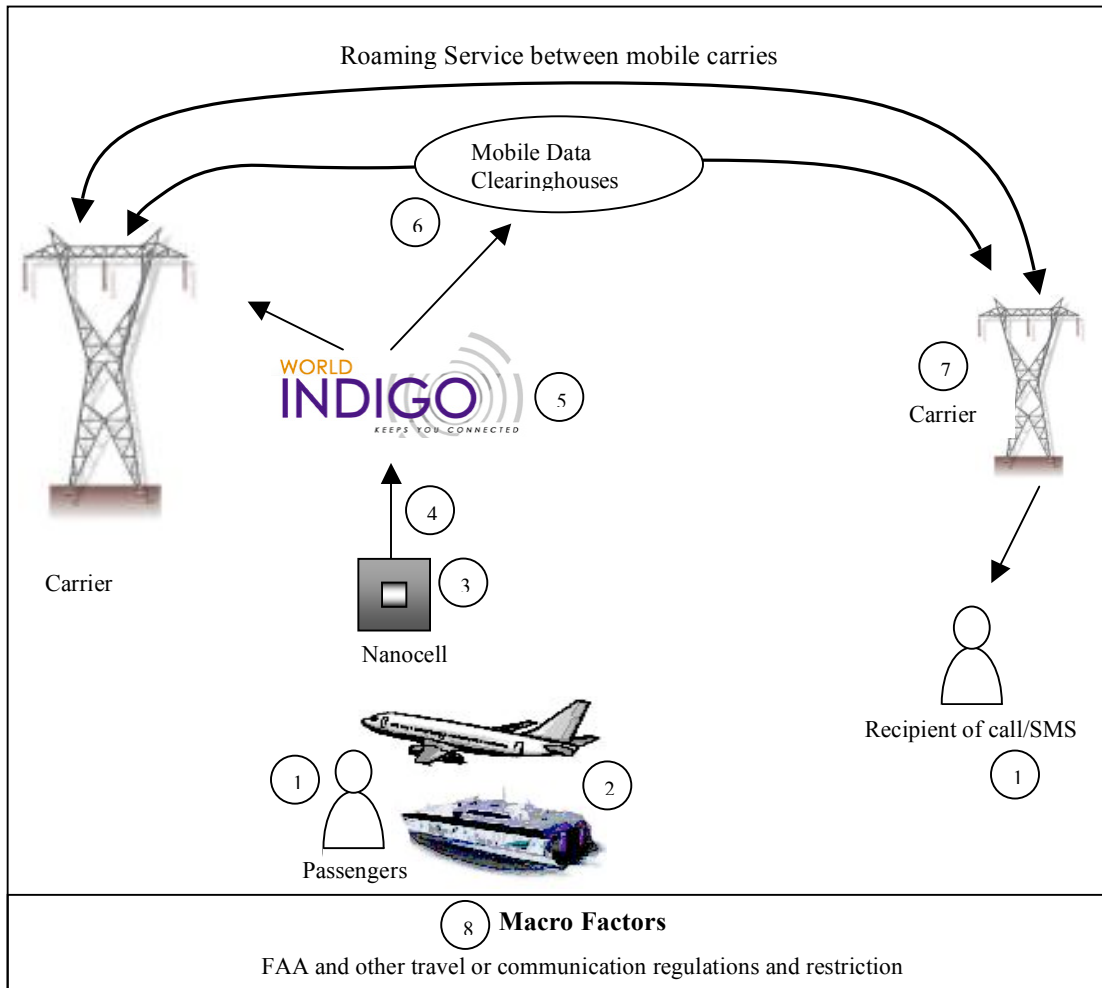 Roaming Service between mobile carries
Mobile Data
Clearinghouses
6
WORLD
INDIGO
KEEPS YOU CONNECTED
5
7
Carrier
4
3
Carrier
Nanocell
Recipient of call/SMS
1
1
2
Passengers
8 Macro Factors
FAA and other travel or communication regulations and restriction